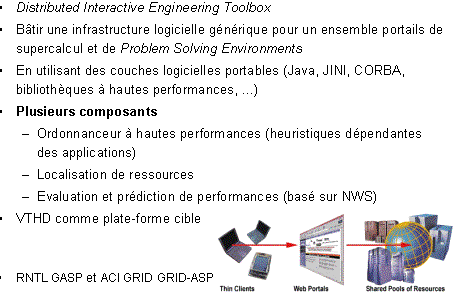 • Distributed Interactive Engineering Toolbox
• Bâtir une infrastructure logicielle générique pour un ensemble portails de
supercalcul et de Problem Solving Environments
• En utilisant des couches logicielles portables (Java, JINI, CORBA,
bibliothèques à hautes performances, ...)
• Plusieurs composants
– Ordonnanceur à hautes performances (heuristiques dépendantes
des applications)
– Localisation de ressources
– Evaluation et prédiction de performances (basé sur NWS)
• VTHD comme plate-forme cible
• RNTL GASP et ACI GRID GRID-ASP
Thin Clients
Web Portals
Shared Pools of Resources